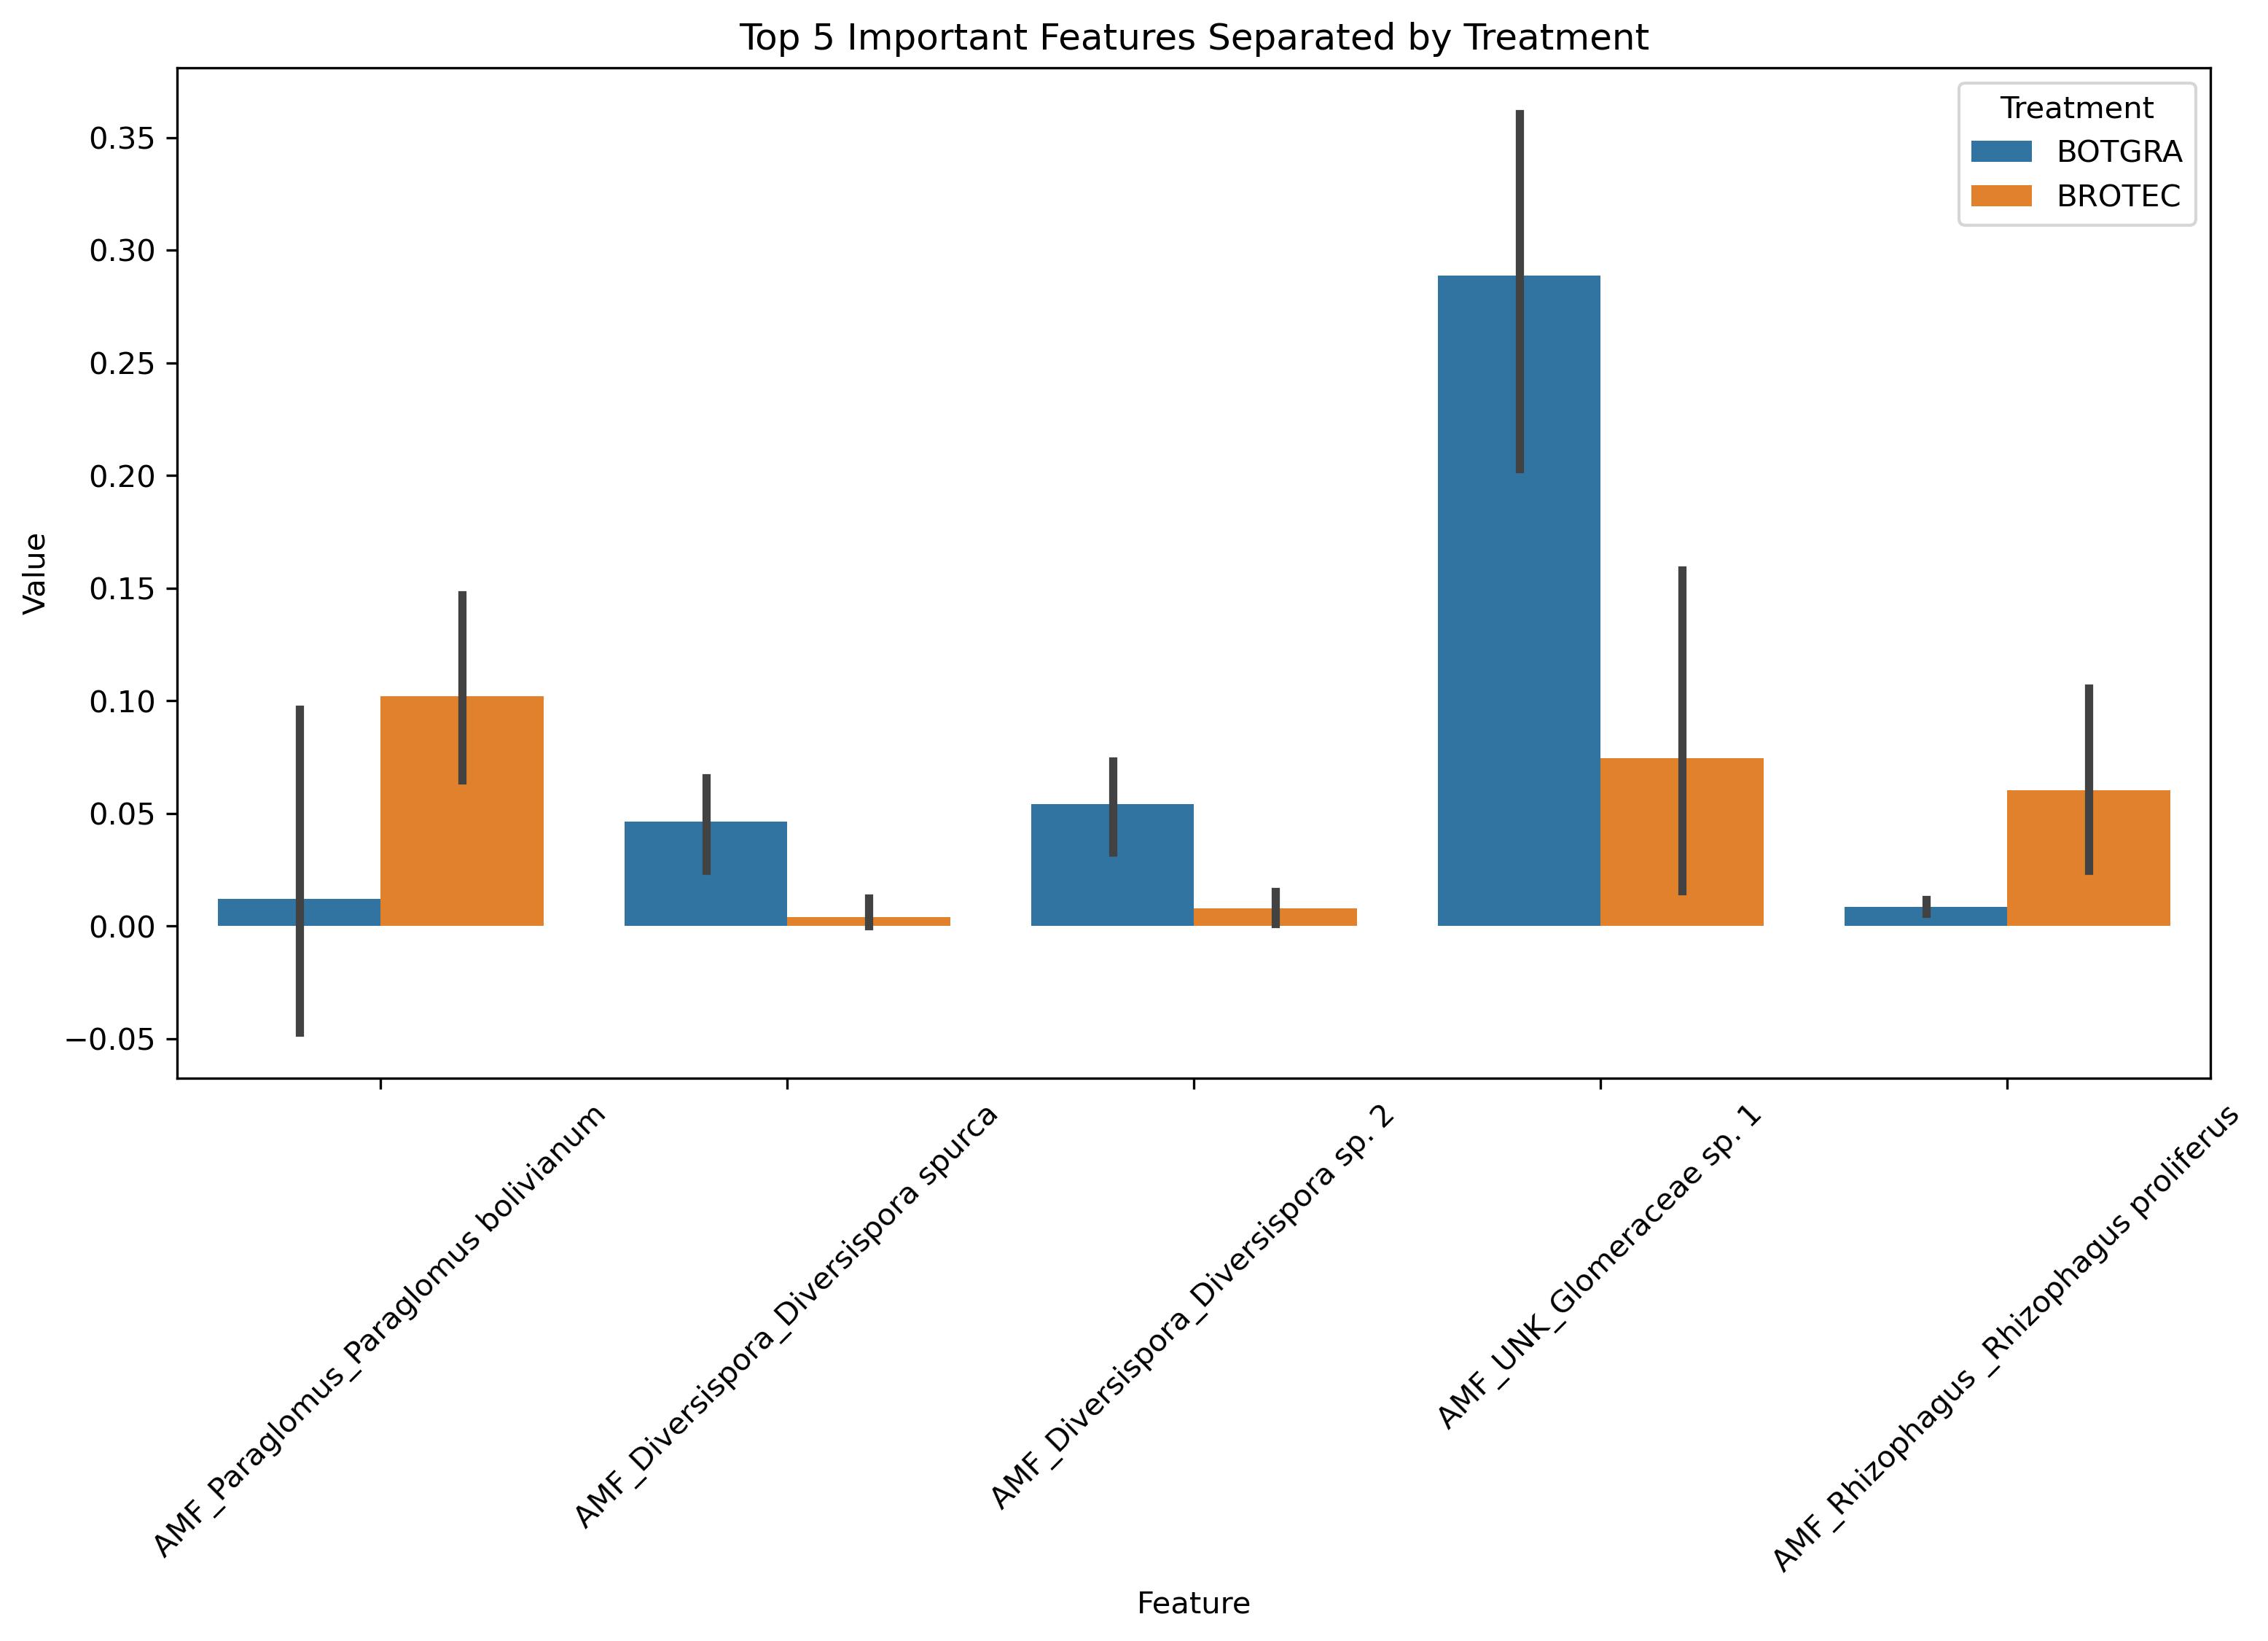 Top 5 Important Features Separated by Treatment
Treatment
BOTGRA
BROTEC
0.35
0.30
0.25
0.20
0.15
0.10
0.05
0.00
−0.05
Value
AMF_Paraglomus_Paraglomus bolivianum
AMF_Diversispora_Diversispora spurca
AMF_Diversispora_Diversispora sp. 2
AMF_UNK_Glomeraceae sp. 1
AMF_Rhizophagus _Rhizophagus proliferus
Feature